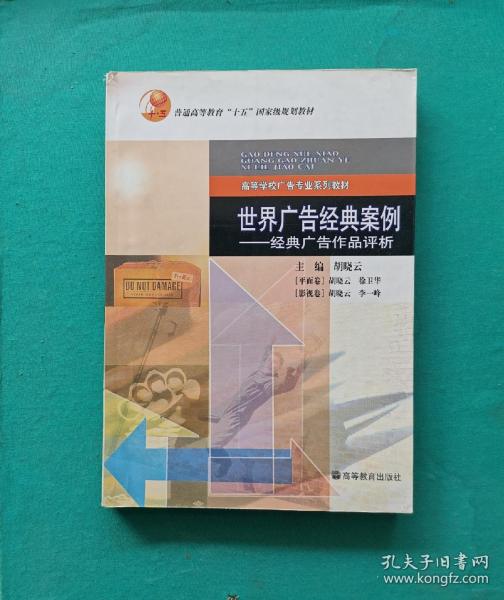 十·五
普通高等教育“十五”国家级规划教材
GAO DENG XUE XIAO
GUANG GAO ZHUAN YE
XI LIE JIAO CAI
高等学校广告专业系列教材
世界广告经典案例
——经典广告作品评析
主 编 胡晓云
[平面卷] 胡晓云 徐卫华
[影视卷] 胡晓云 李一峰
DO NOT DAMAGE
高等教育出版社
孔夫子旧书网
www.kongfz.com